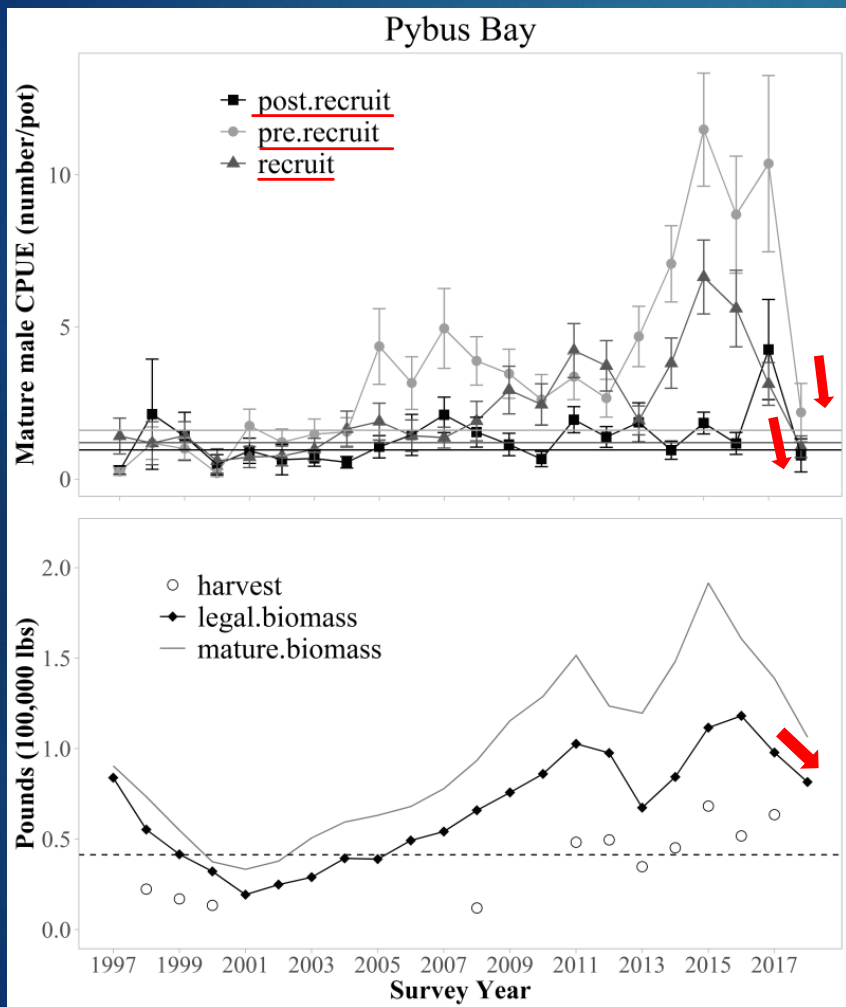 Pybus Bay
post.recruit
pre.recruit
recruit
Mature male CPUE (number/pot)
10
5
0
harvest
legal.biomass
mature.biomass
Pounds (100,000 lbs)
2.0
1.5
1.0
0.5
0.0
1997 1999 2001 2003 2005 2007 2009 2011 2013 2015 2017
Survey Year